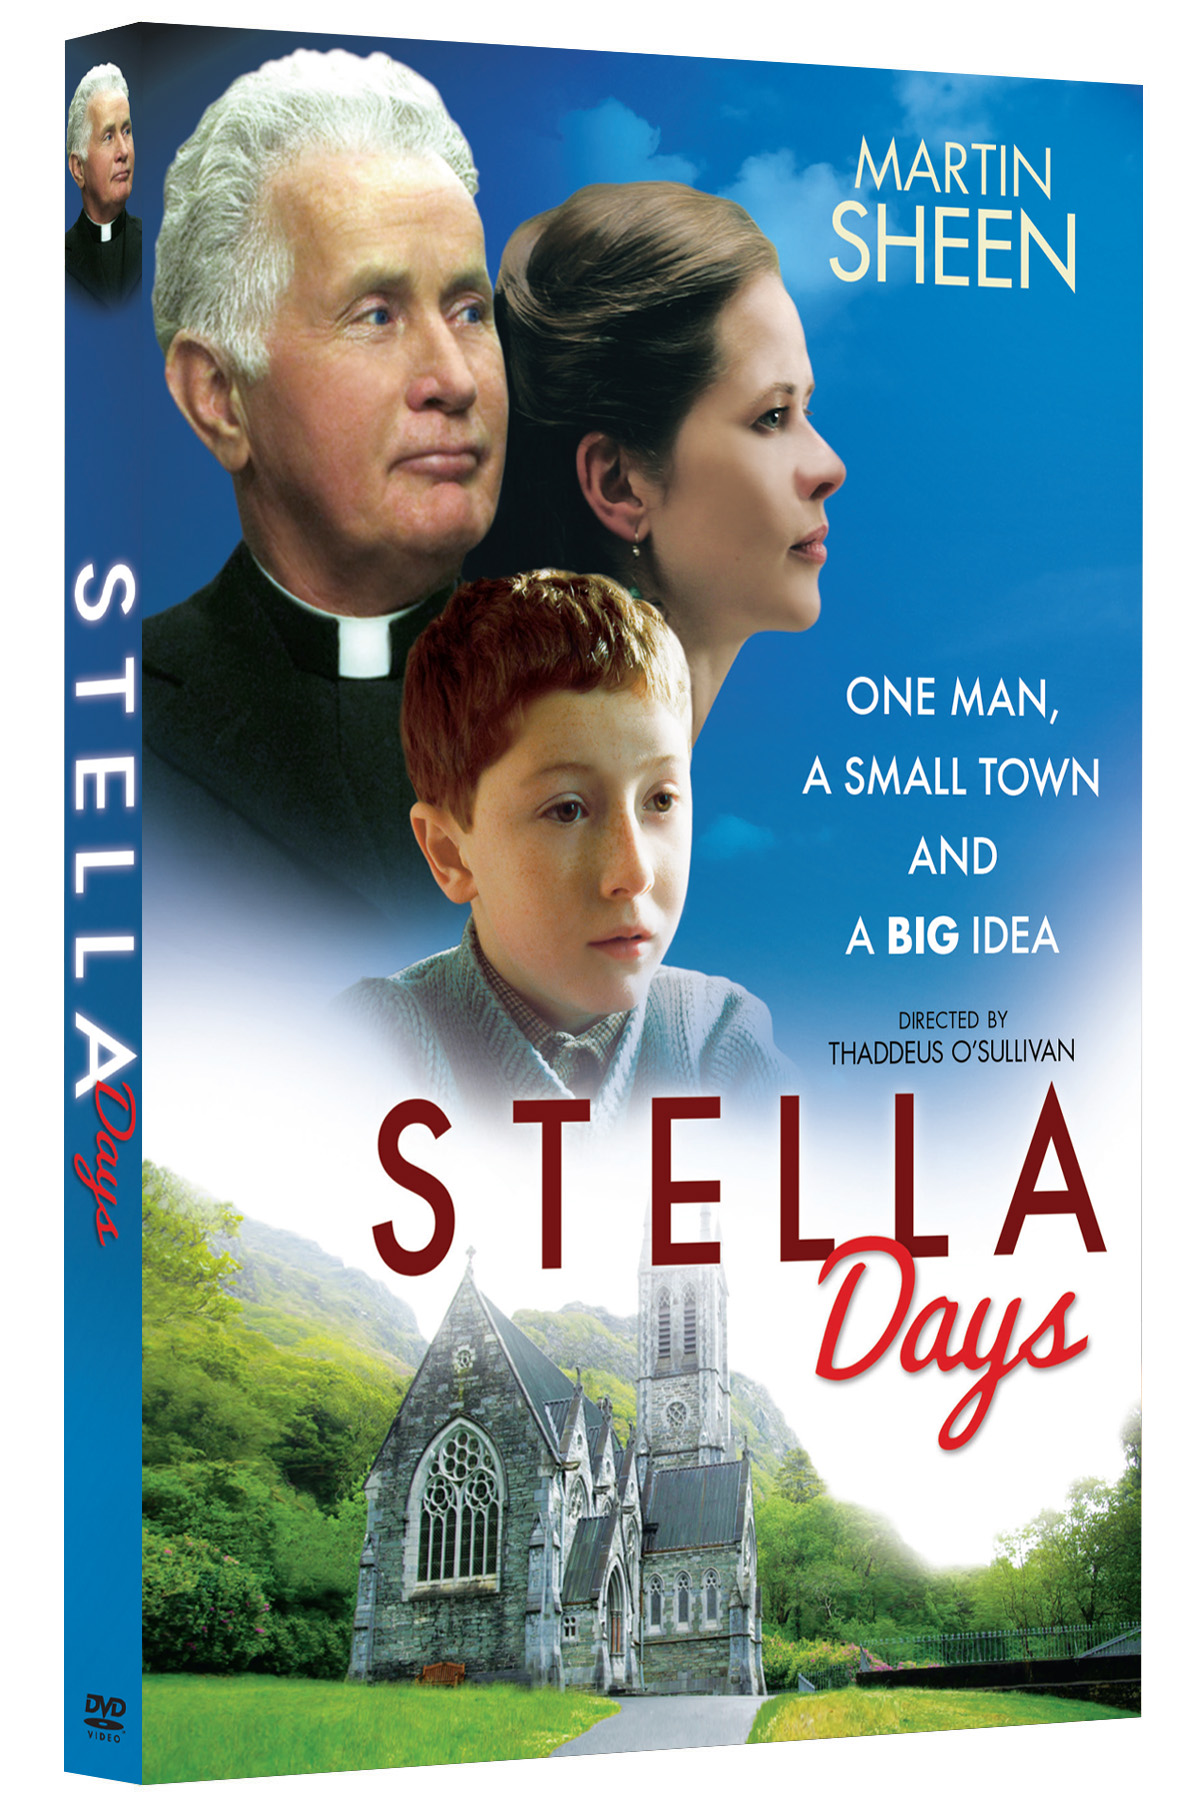 MARTIN
SHEEN
ONE MAN,
A SMALL TOWN
AND
A BIG IDEA
DIRECTED BY
THADDEUS O'SULLIVAN
STELLA
Days
STELLA Days
DVD
VIDEO